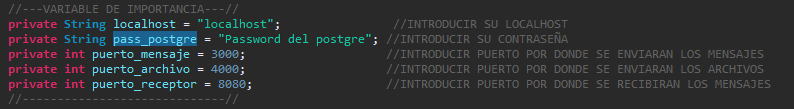 //---VARIABLE DE IMPORTANCIA---//
private String localhost = "localhost"; //INTRODUCIR SU LOCALHOST
private String pass_postgre = "Password del postgre"; //INTRODUCIR SU CONTRASEÑA
private int puerto_mensaje = 3000; //INTRODUCIR PUERTO POR DONDE SE ENVIARAN LOS MENSAJES
private int puerto_archivo = 4000; //INTRODUCIR PUERTO POR DONDE SE ENVIARAN LOS ARCHIVOS
private int puerto_receptor = 8080; //INTRODUCIR PUERTO POR DONDE SE RECIBIRAN LOS MENSAJES
//----------------------------//